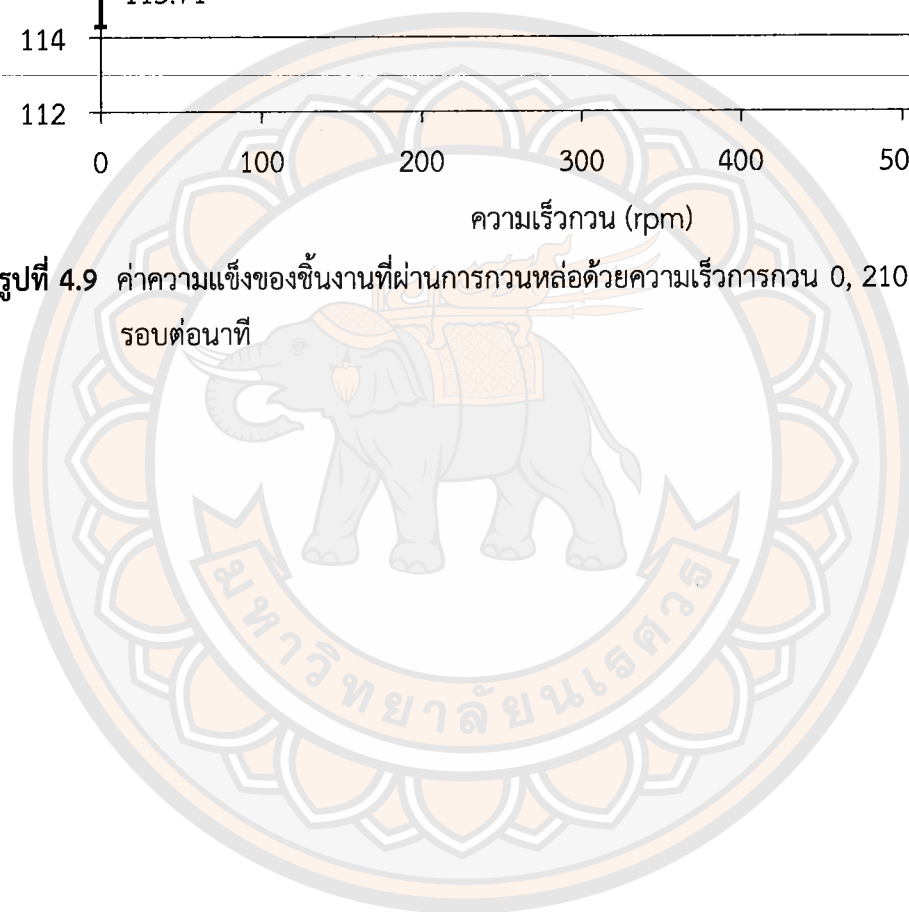 114
112
0 100 200 300 400
ความเร็วกวน (rpm)
รูปที่ 4.9 ค่าความแข็งของชิ้นงานที่ผ่านการกวนหล่อด้วยความเร็วการกวน 0, 210
รอบต่อนาที
มหาวิทยาลัยนเรศวร